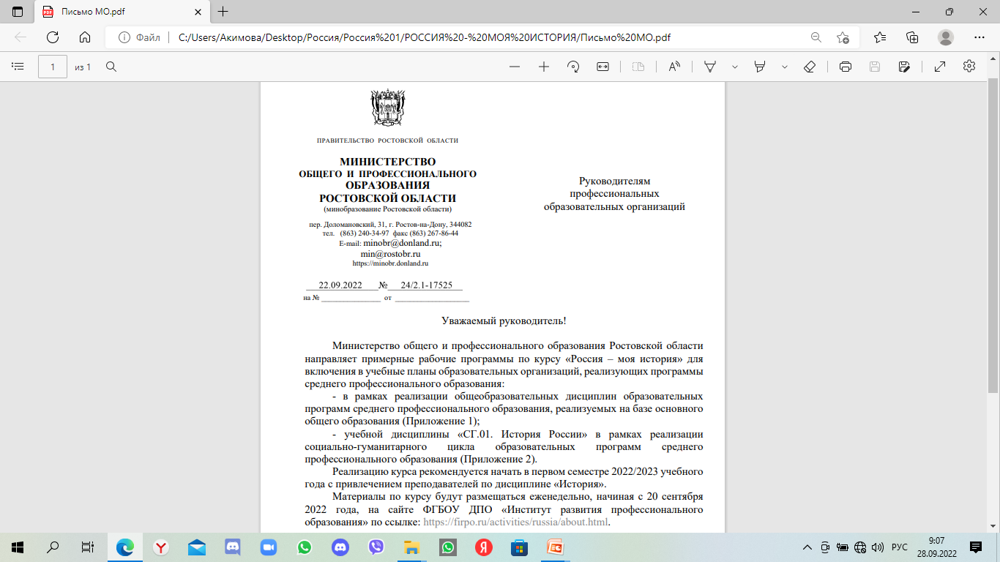 Письмо МО.pdf
Файл
C:/Users/Акимова/Desktop/Россия/Россия%201/РОССИЯ%20-%20МОЯ%20ИСТОРИЯ/Письмо%20МО.pdf
1 из 1
ПРАВИТЕЛЬСТВО РОСТОВСКОЙ ОБЛАСТИ
МИНИСТЕРСТВО
ОБЩЕГО И ПРОФЕССИОНАЛЬНОГО
ОБРАЗОВАНИЯ
РОСТОВСКОЙ ОБЛАСТИ
(минобразование Ростовской области)
пер. Доломановский, 31, г. Ростов-на-Дону, 344082
тел. (863) 240-34-97 факс (863) 267-86-44
E-mail: minobr@donland.ru;
min@rostobr.ru
https://minobr.donland.ru
22.09.2022 № 24/2.1-17525
на № ________________ от ____________________
Руководителям
профессиональных
образовательных организаций
Уважаемый руководитель!
Министерство общего и профессионального образования Ростовской области
направляет примерные рабочие программы по курсу «Россия – моя история» для
включения в учебные планы образовательных организаций, реализующих программы
среднего профессионального образования:
- в рамках реализации общеобразовательных дисциплин образовательных
программ среднего профессионального образования, реализуемых на базе основного
общего образования (Приложение 1);
- учебной дисциплины «СГ.01. История России» в рамках реализации
социально-гуманитарного цикла образовательных программ среднего
профессионального образования (Приложение 2).
Реализацию курса рекомендуется начать в первом семестре 2022/2023 учебного
года с привлечением преподавателей по дисциплине «История».
Материалы по курсу будут размещаться еженедельно, начиная с 20 сентября
2022 года, на сайте ФГБОУ ДПО «Институт развития профессионального
образования» по ссылке: https://firpo.ru/activities/russia/about.html.
РУС
9:07
28.09.2022